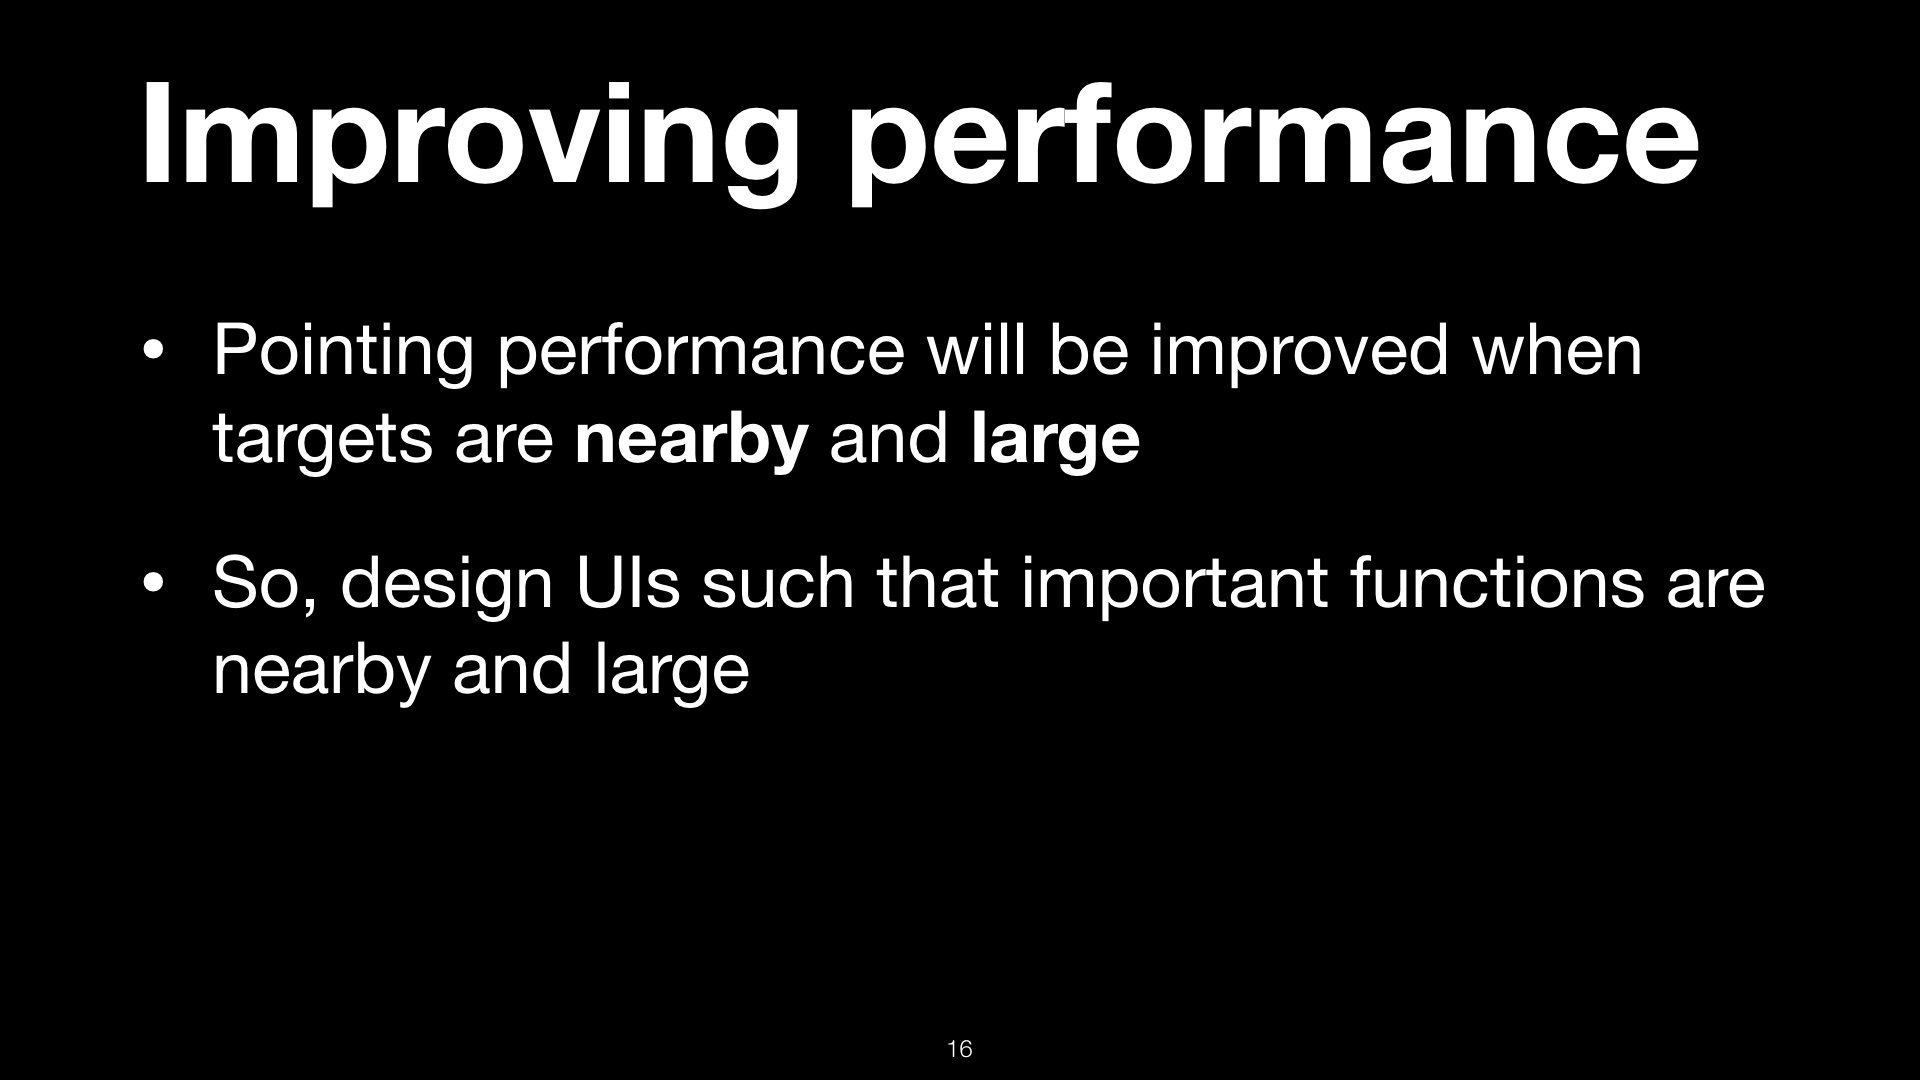 Improving performance
• Pointing performance will be improved when
targets are nearby and large
• So, design UIs such that important functions are
nearby and large
16